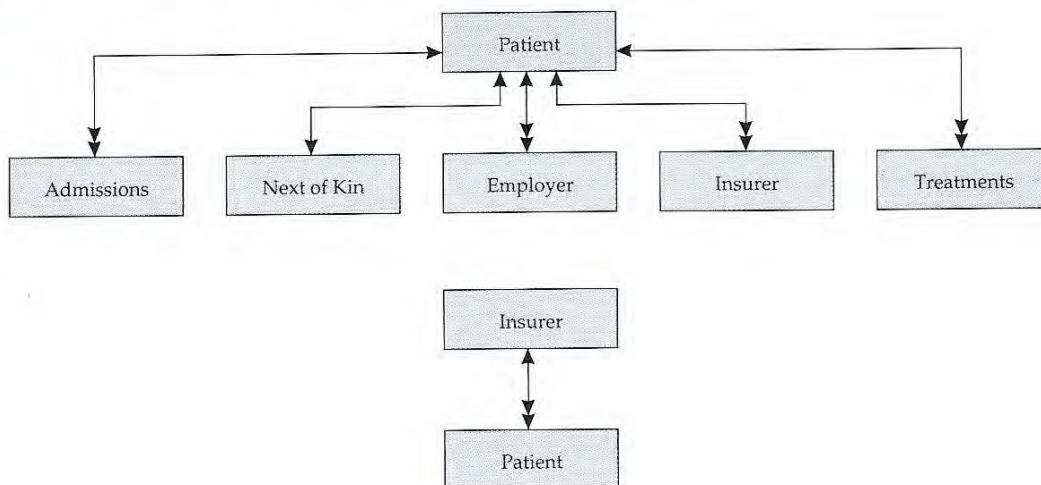 Patient
Admissions
Next of Kin
Employer
Insurer
Treatments
Insurer
Patient